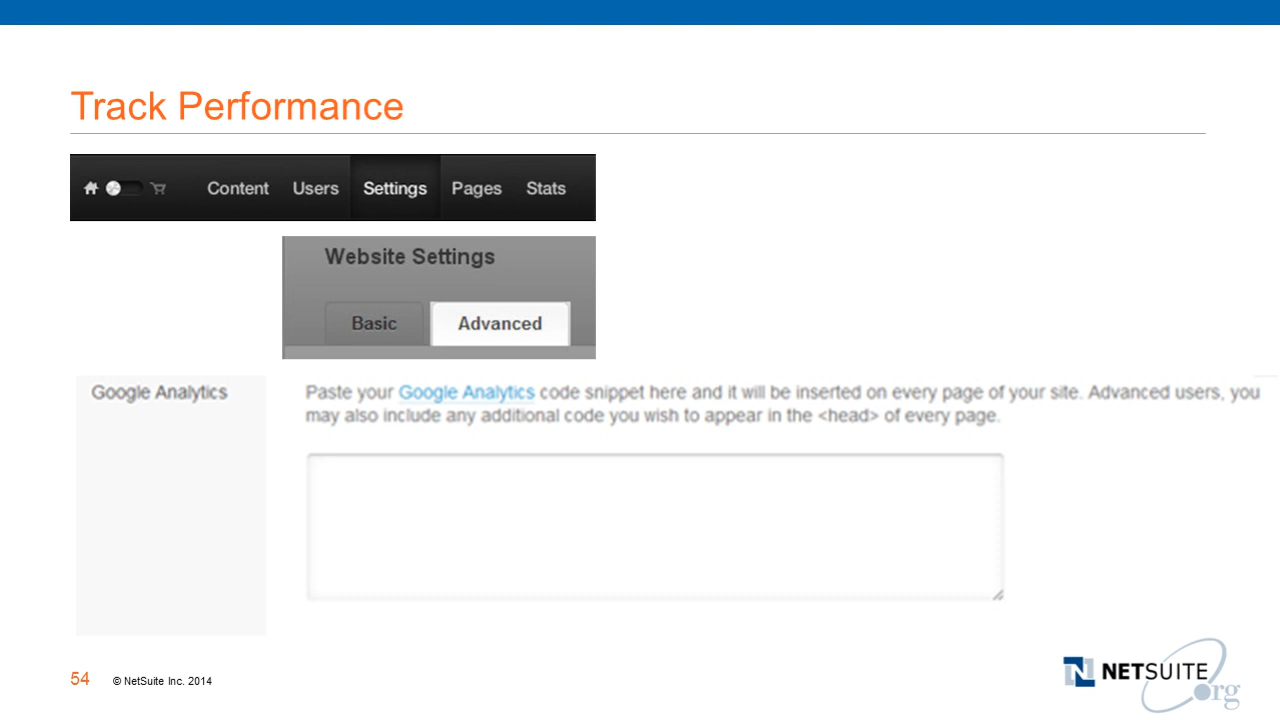 Track Performance
Content Users Settings Pages Stats
Website Settings
Basic Advanced
Google Analytics
Paste your Google Analytics code snippet here and it will be inserted on every page of your site. Advanced users, you
may also include any additional code you wish to appear in the <head> of every page.
54 © NetSuite Inc. 2014
NETSUITE
.org